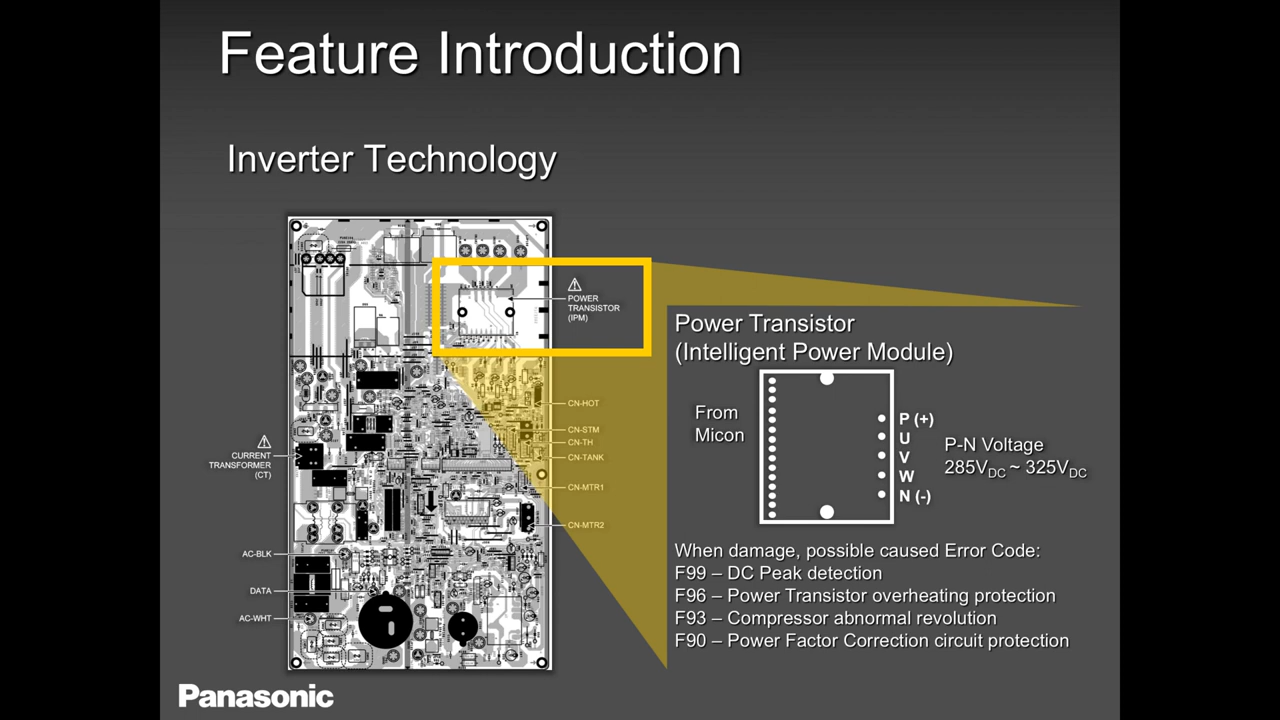 Feature Introduction
Inverter Technology
POWER
TRANSISTOR
(IPM)
CN-HOT
CN-STM
CN-TH
CN-TANK
CN-MTR1
CN-MTR2
CURRENT
TRANSFORMER
(CT)
AC-BLK
DATA
AC-WHT
Power Transistor
(Intelligent Power Module)
From
Micon
P (+)
U
V
W
N (-)
P-N Voltage
285VDC ~ 325VDC
When damage, possible caused Error Code:
F99 – DC Peak detection
F96 – Power Transistor overheating protection
F93 – Compressor abnormal revolution
F90 – Power Factor Correction circuit protection
Panasonic